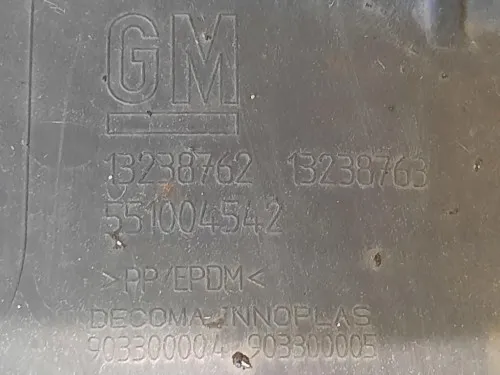 GM
13238762 13238763
551004542
>PP/EPDM<
DECOMA-INNOPLAS
903300004 903300005